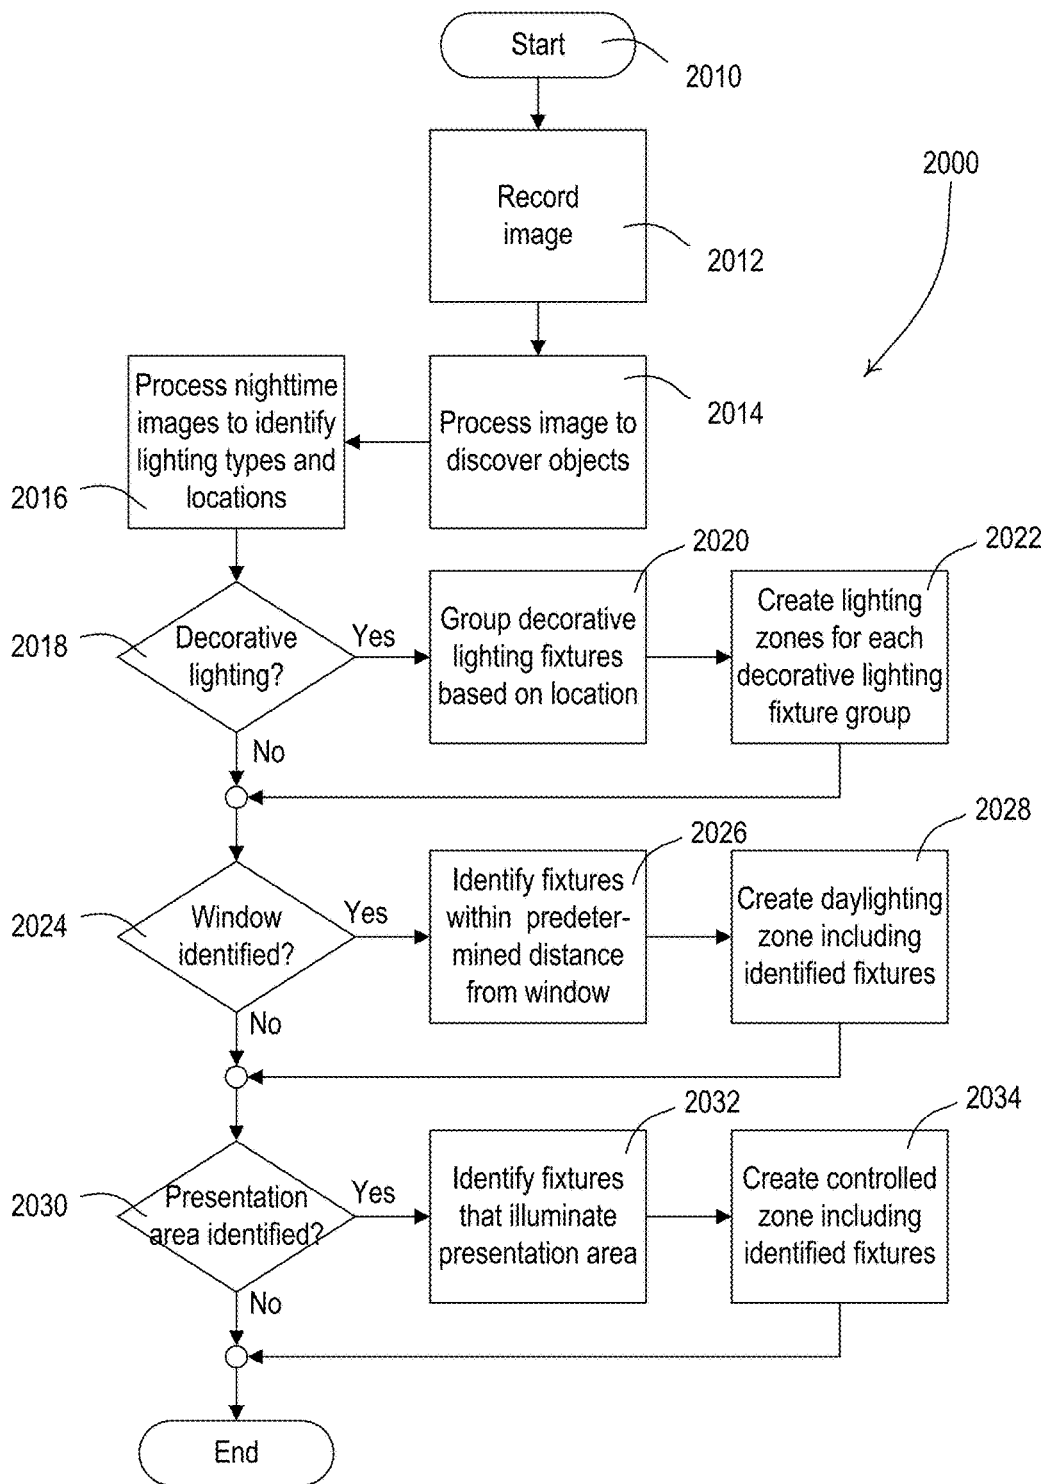 Start
2010
2000
Record
image
2012
Process nighttime
images to identify
lighting types and
locations
2016
Process image to
discover objects
2014
2018
Decorative
lighting?
Yes
No
2020
Group decorative
lighting fixtures
based on location
2022
Create lighting
zones for each
decorative lighting
fixture group
2024
Window
identified?
Yes
No
2026
Identify fixtures
within predeter-
mined distance
from window
2028
Create daylighting
zone including
identified fixtures
2030
Presentation
area identified?
Yes
No
2032
Identify fixtures
that illuminate
presentation area
2034
Create controlled
zone including
identified fixtures
End